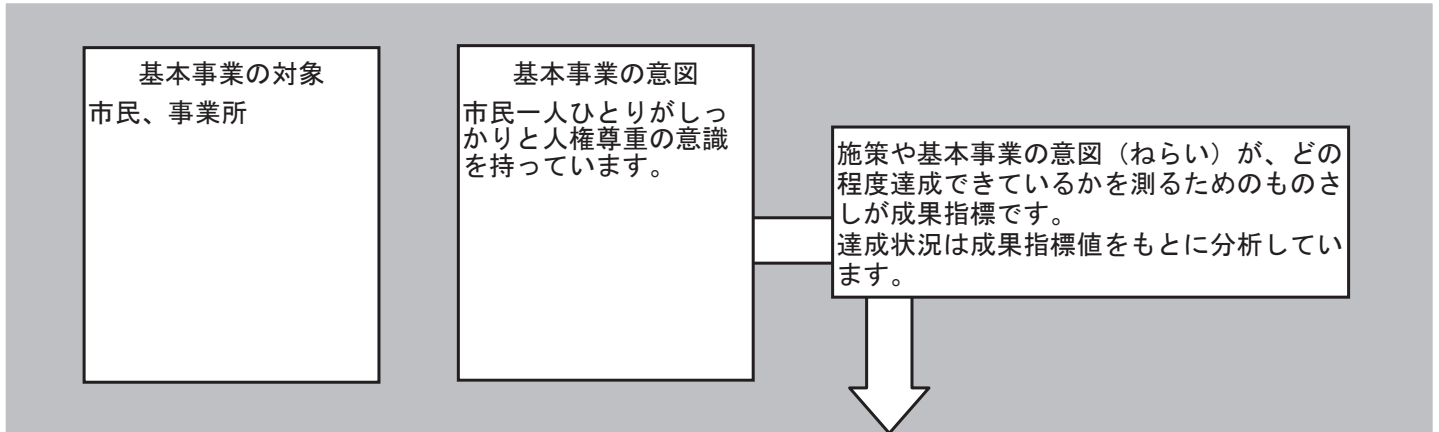 基本事業の対象
市民、事業所
基本事業の意図
市民一人ひとりがしっ
かりと人権尊重の意識
を持っています。
施策や基本事業の意図（ねらい）が、どの
程度達成できているかを測るためのものさ
しが成果指標です。
達成状況は成果指標値をもとに分析してい
ます。